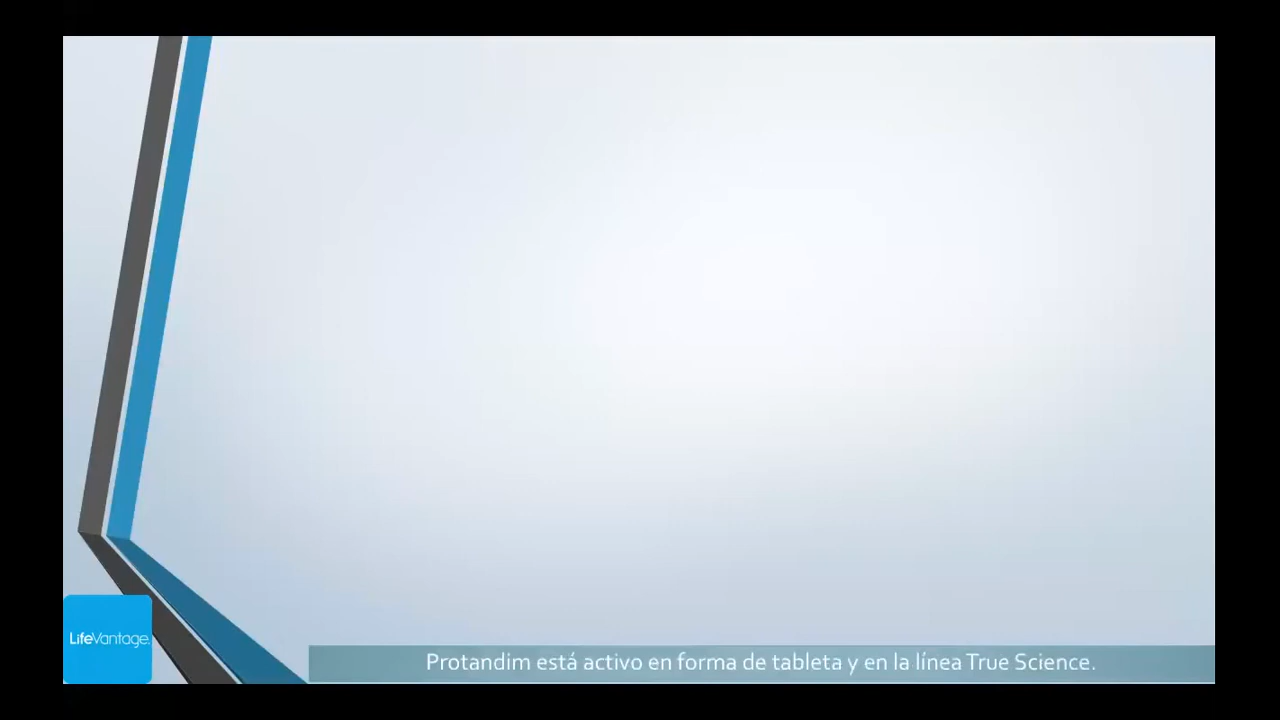 LifeVantage.
Protandim está activo en forma de tableta y en la línea True Science.